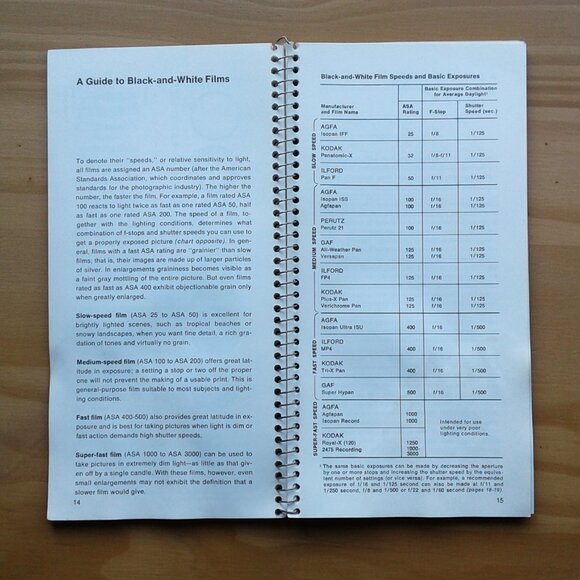 A Guide to Black-and-White Films
To denote their "speeds," or relative sensitivity to light,
all films are assigned an ASA number (after the American
Standards Association, which coordinates and approves
standards for the photographic industry). The higher the
number, the faster the film. For example, a film rated ASA
100 reacts to light twice as fast as one rated ASA 50, half
as fast as one rated ASA 200. The speed of a film, to-
gether with the lighting conditions, determines what
combination of f-stops and shutter speeds you can use to
get a properly exposed picture (chart opposite). In gen-
eral, films with a fast ASA rating are "grainier" than slow
films; that is, their images are made up of larger particles
of silver. In enlargements graininess becomes visible as
a faint gray mottling of the entire picture. But even films
rated as fast as ASA 400 exhibit objectionable grain only
when greatly enlarged.
Slow-speed film (ASA 25 to ASA 50) is excellent for
brightly lighted scenes, such as tropical beaches or
snowy landscapes, when you want fine detail, a rich gra-
dation of tones and virtually no grain.
Medium-speed film (ASA 100 to ASA 200) offers great lat-
itude in exposure; a setting a stop or two off the proper
one will not prevent the making of a usable print. This is
general-purpose film suitable to most subjects and light-
ing conditions.
Fast film (ASA 400-500) also provides great latitude in ex-
posure and is best for taking pictures when light is dim or
fast action demands high shutter speeds.
Super-fast film (ASA 1000 to ASA 3000) can be used to
take pictures in extremely dim light—as little as that giv-
en off by a single candle. With these films, however, even
small enlargements may not exhibit the definition that a
slower film would give.
14
Black-and-White Film Speeds and Basic Exposures
Basic Exposure Combination
for Average Daylight¹
Manufacturer ASA Shutter
and Film Name Rating F-Stop Speed (sec.)
SLOW SPEED
AGFA
Isopan IFF 25 f/8 1/125
KODAK
Panatomic-X 32 f/8-f/11 1/125
ILFORD
Pan F 50 f/11 1/125
MEDIUM SPEED
AGFA
Isopan ISS 100 f/16 1/125
Agfapan 100 f/16 1/125
PERUTZ
Perutz 21 100 f/16 1/125
GAF
All-Weather Pan 125 f/16 1/125
Versapan 125 f/16 1/125
ILFORD
FP4 125 f/16 1/125
KODAK
Plus-X Pan 125 f/16 1/125
Verichrome Pan 125 f/16 1/125
FAST SPEED
AGFA
Isopan Ultra ISU 400 f/16 1/500
ILFORD
MP4 400 f/16 1/500
KODAK
Tri-X Pan 400 f/16 1/500
GAF
Super Hypan 500 f/16 1/500
SUPER-FAST SPEED
AGFA
Agfapan 1000
Isopan Record 1000
KODAK
Royal-X (120) 1250
2475 Recording 1000-
3000
Intended for use
under very poor
lighting conditions.
¹ The same basic exposures can be made by decreasing the aperture
by one or more stops and increasing the shutter speed by the equiva-
lent number of settings (or vice versa). For example, a recommended
exposure of f/16 and 1/125 second can also be made at f/11 and
1/250 second, f/8 and 1/500 or f/22 and 1/60 second (pages 18-19).
15